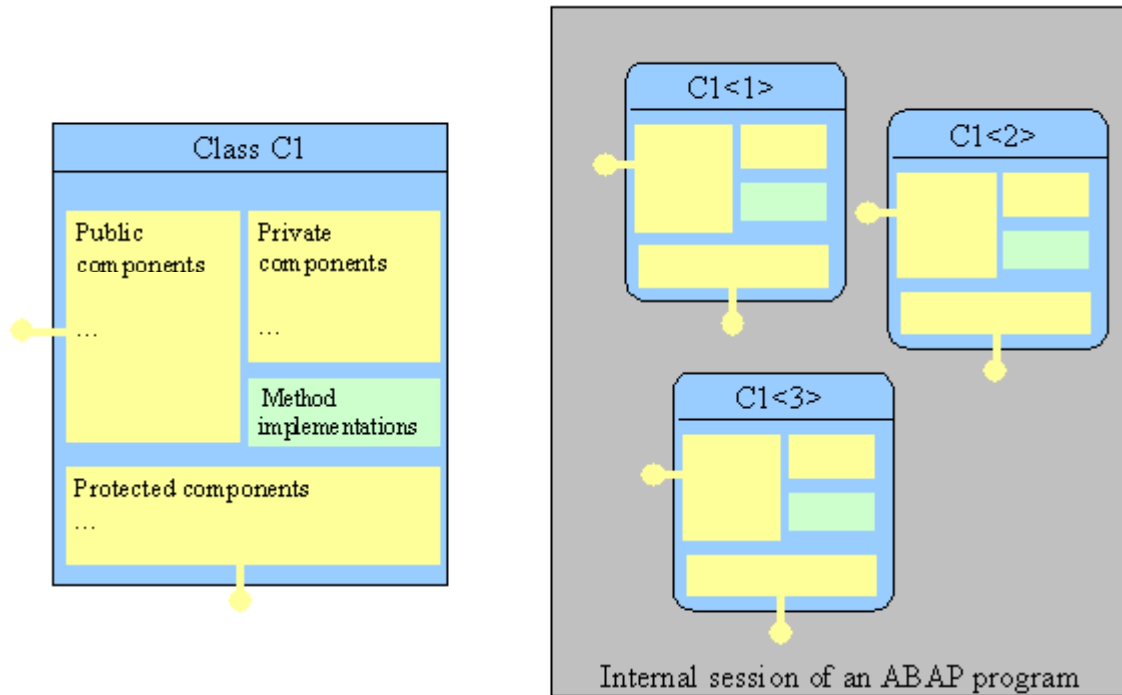 Class C1
Public
components
...
Private
components
...
Method
implementations
Protected components
...
C1<1>
C1<2>
C1<3>
Internal session of an ABAP program